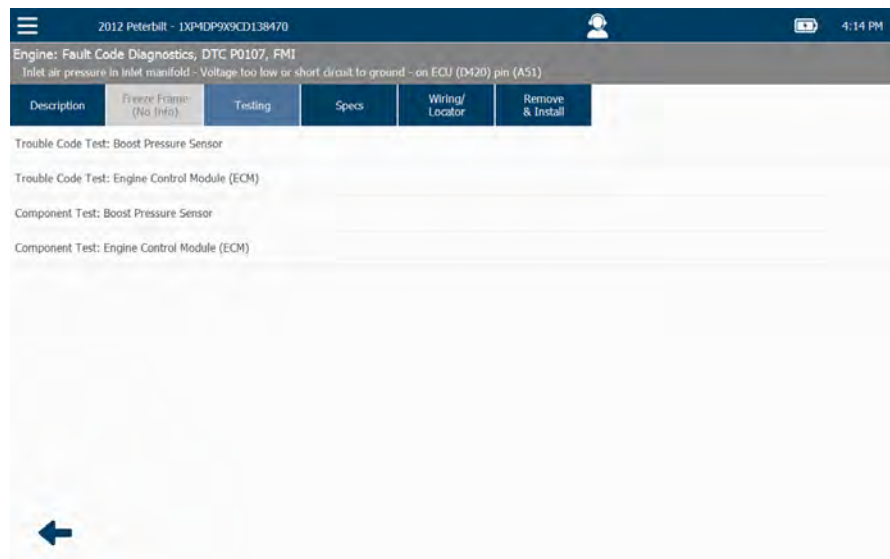 2012 Peterbilt - 1XP4DP9X9CD138470
4:14 PM
Engine: Fault Code Diagnostics, DTC P0107, FMI
Inlet air pressure in inlet manifold - Voltage too low or short circuit to ground - on ECU (D420) pin (A51)
Description
Freeze Frame
(No Info)
Testing
Specs
Wiring/
Locator
Remove
& Install
Trouble Code Test: Boost Pressure Sensor
Trouble Code Test: Engine Control Module (ECM)
Component Test: Boost Pressure Sensor
Component Test: Engine Control Module (ECM)